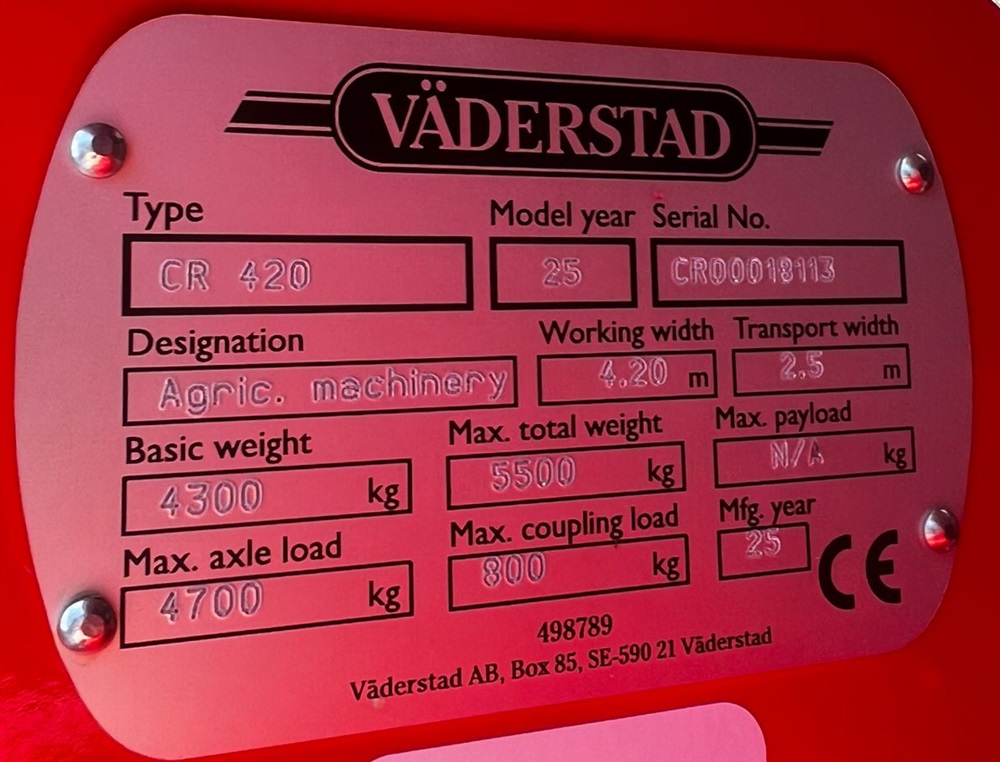 VÄDERSTAD
Type Model year Serial No.
CR 420 25 CR00018113
Designation Working width Transport width
Agric. machinery 4.20 m 2.5 m
Basic weight Max. total weight Max. payload
4300 kg 5500 kg N/A kg
Max. axle load Max. coupling load Mfg. year
4700 kg 800 kg 25
CE
498789
Väderstad AB, Box 85, SE-590 21 Väderstad